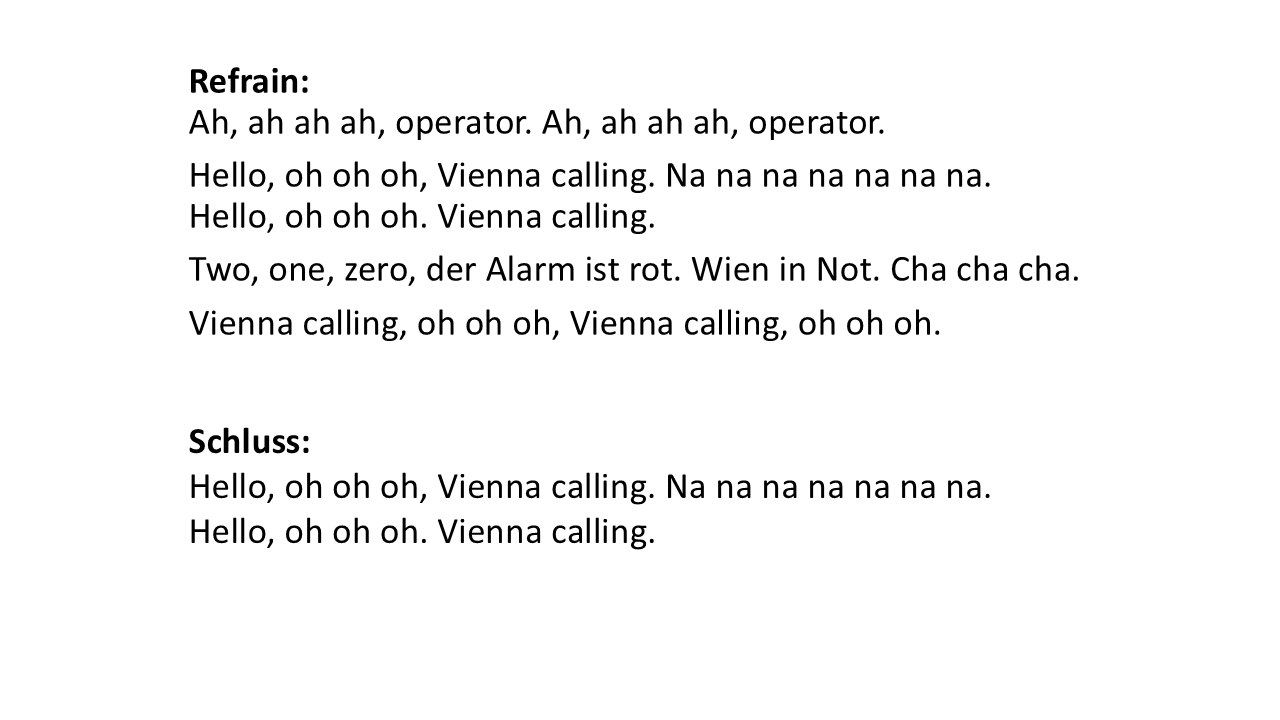 Refrain:
Ah, ah ah ah, operator. Ah, ah ah ah, operator.
Hello, oh oh oh, Vienna calling. Na na na na na na na.
Hello, oh oh oh. Vienna calling.
Two, one, zero, der Alarm ist rot. Wien in Not. Cha cha cha.
Vienna calling, oh oh oh, Vienna calling, oh oh oh.
Schluss:
Hello, oh oh oh, Vienna calling. Na na na na na na na.
Hello, oh oh oh. Vienna calling.